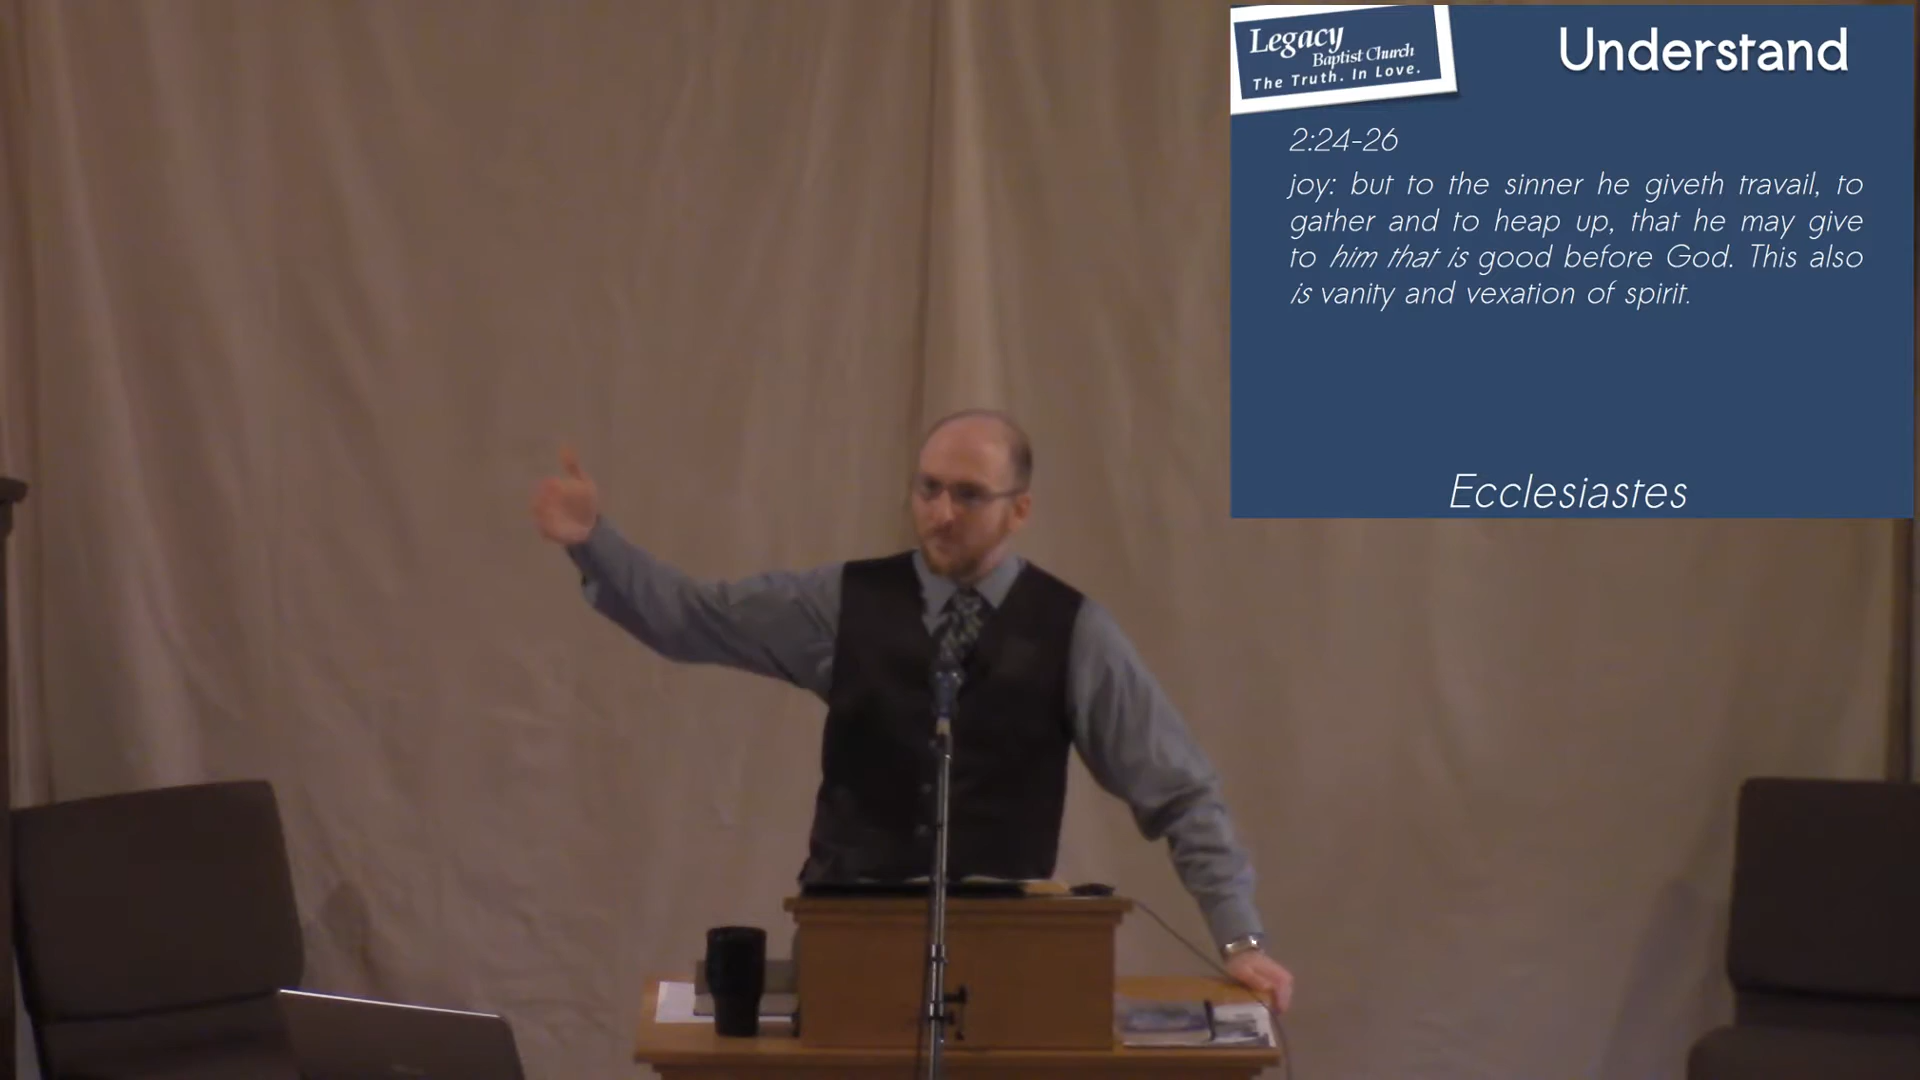 Legacy
Baptist Church
The Truth. In Love.
Understand
2:24-26
joy: but to the sinner he giveth travail, to
gather and to heap up, that he may give
to him that is good before God. This also
is vanity and vexation of spirit.
Ecclesiastes